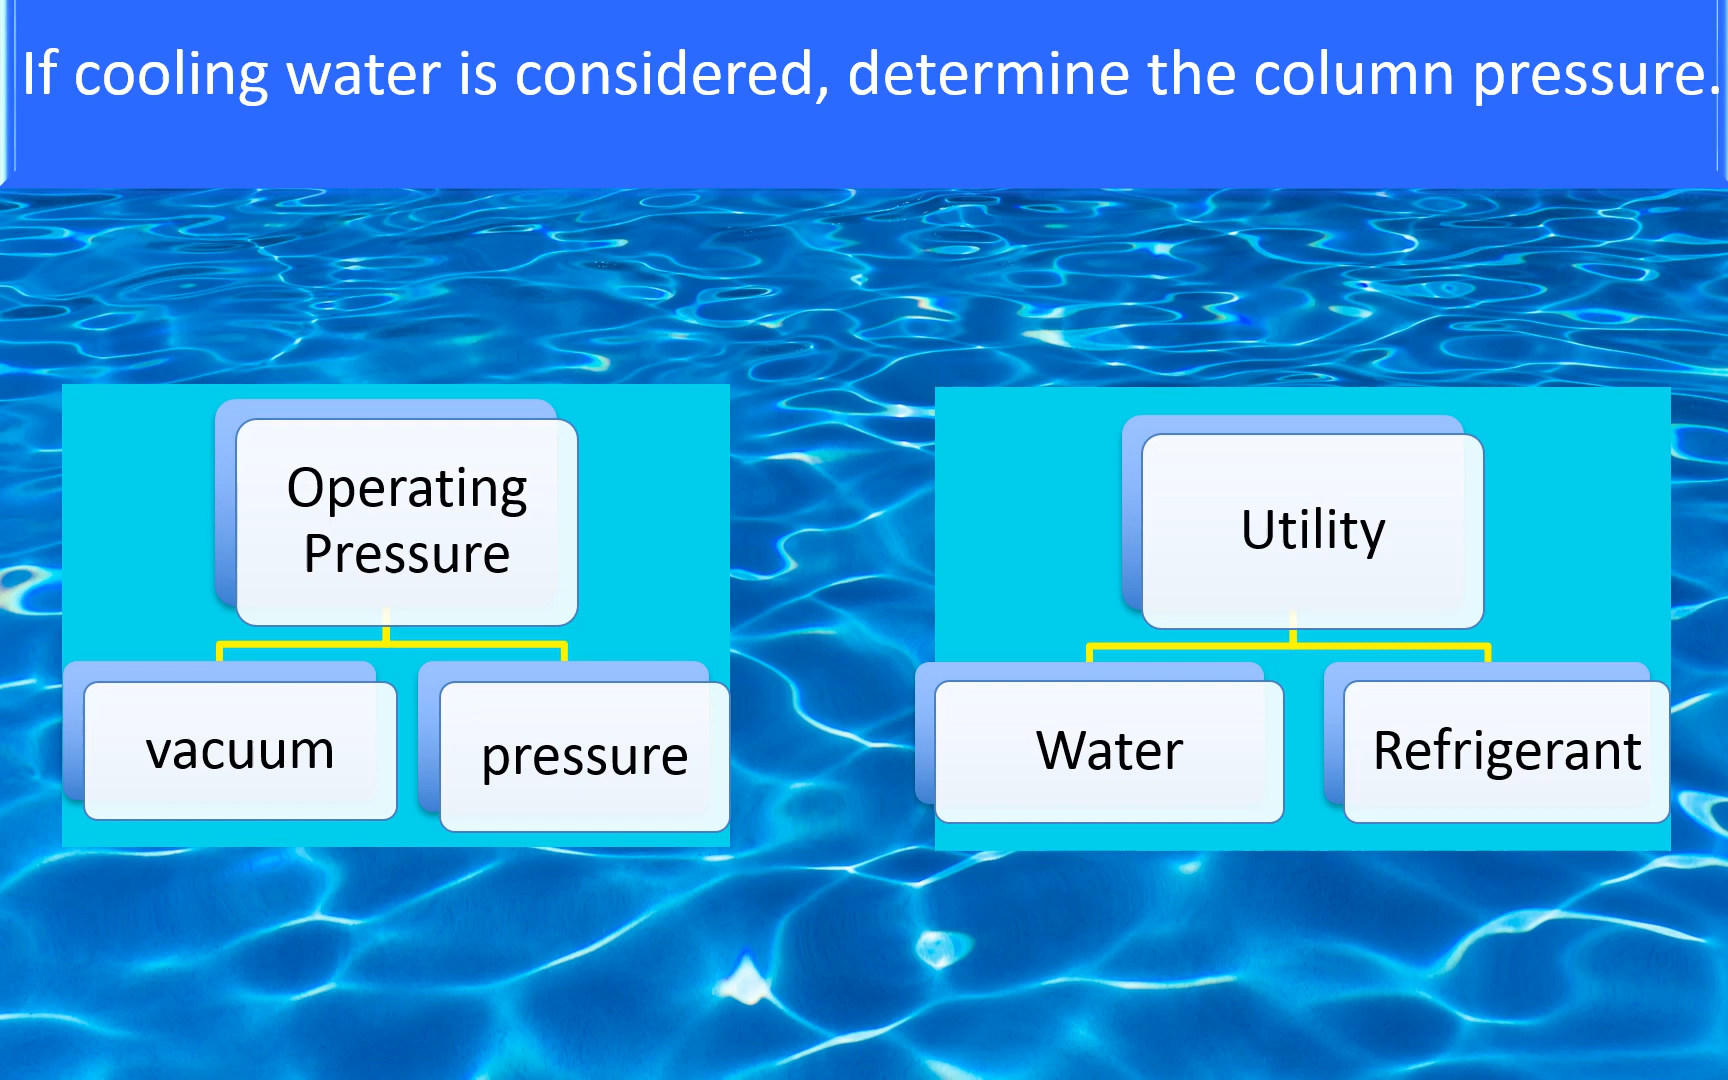 If cooling water is considered, determine the column pressure.
Operating
Pressure
vacuum
pressure
Utility
Water
Refrigerant